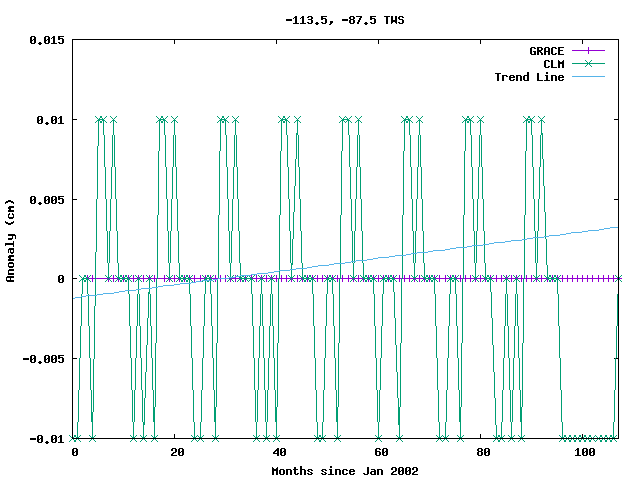 -113.5, -87.5 TWS
GRACE
CLM
Trend Line
0.015
0.01
0.005
0
-0.005
-0.01
Anomaly (cm)
0 20 40 60 80 100
Months since Jan 2002